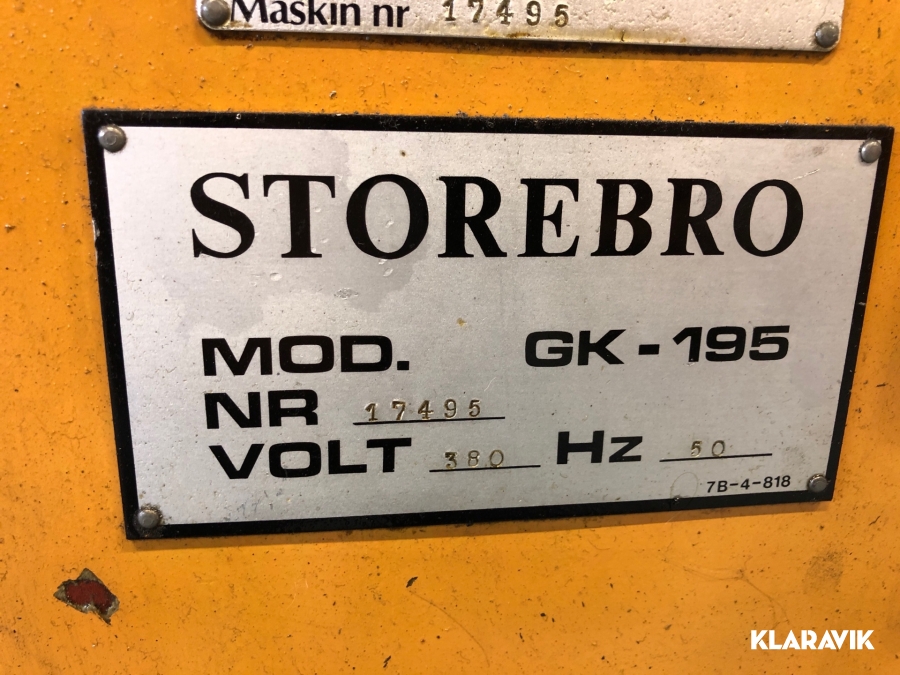 Maskin nr 17495
STOREBRO
MOD. GK-195
NR 17495
VOLT 380 Hz 50
7B-4-818
KLARAVIK